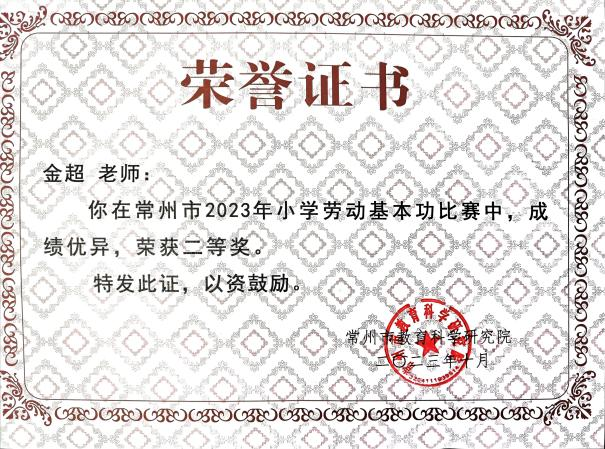 荣誉证书
金超 老师：
你在常州市2023年小学劳动基本功比赛中，成
绩优异，荣获二等奖。
特发此证，以资鼓励。
常州市教育科学研究院
二〇二三年十月